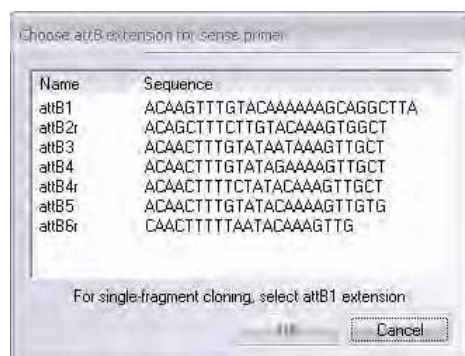 Choose attB extension for sense primer
Name Sequence
attB1 ACAAGTTTGTACAAAAAAGCAGGCTTA
attB2r ACAGCTTTCTTGTACAAAGTGGCT
attB3 ACAACTTTGTATAATAAAGTTGCT
attB4 ACAACTTTGTATAGAAAAGTTGCT
attB4r ACAACTTTTCTATACAAAGTTGCT
attB5 ACAACTTTGTATACAAAAGTTGTG
attB6r CAACTTTTTAATACAAAGTTG
For single-fragment cloning, select attB1 extension
Cancel